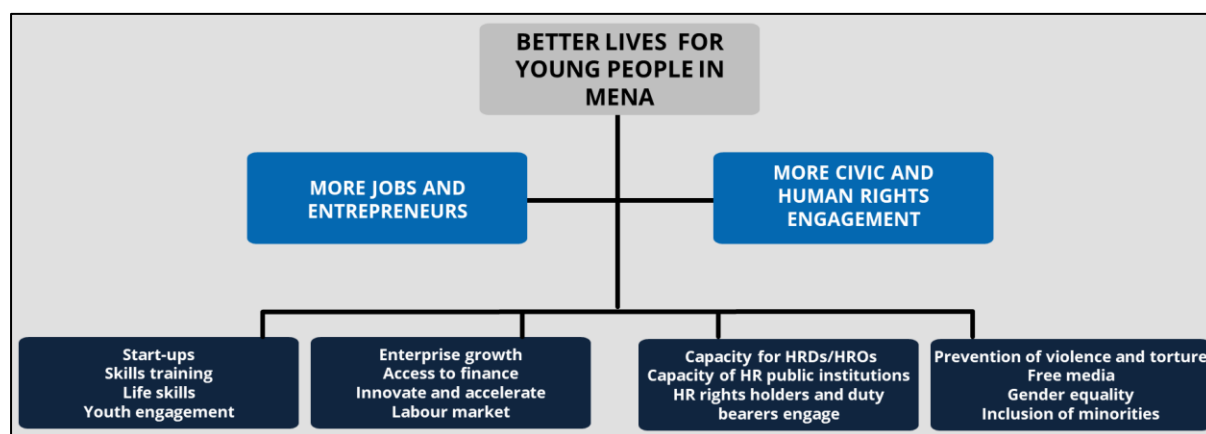 BETTER LIVES FOR
YOUNG PEOPLE IN
MENA
MORE JOBS AND
ENTREPRENEURS
MORE CIVIC AND
HUMAN RIGHTS
ENGAGEMENT
Start-ups
Skills training
Life skills
Youth engagement
Enterprise growth
Access to finance
Innovate and accelerate
Labour market
Capacity for HRDs/HROs
Capacity of HR public institutions
HR rights holders and duty
bearers engage
Prevention of violence and torture
Free media
Gender equality
Inclusion of minorities